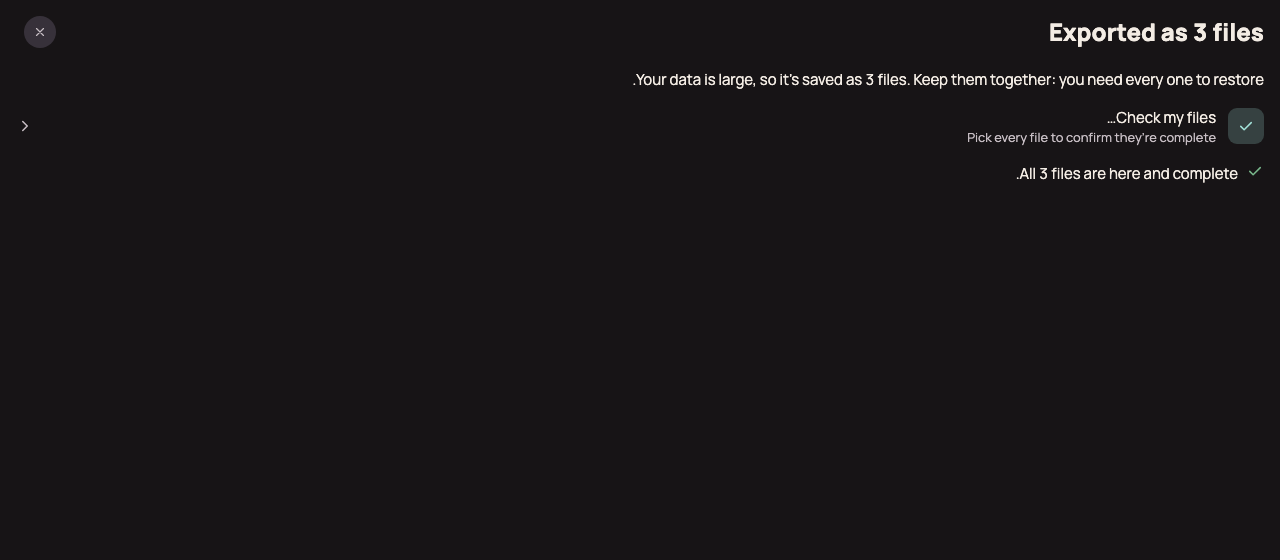 Exported as 3 files
.Your data is large, so it's saved as 3 files. Keep them together: you need every one to restore
…Check my files
Pick every file to confirm they're complete
.All 3 files are here and complete